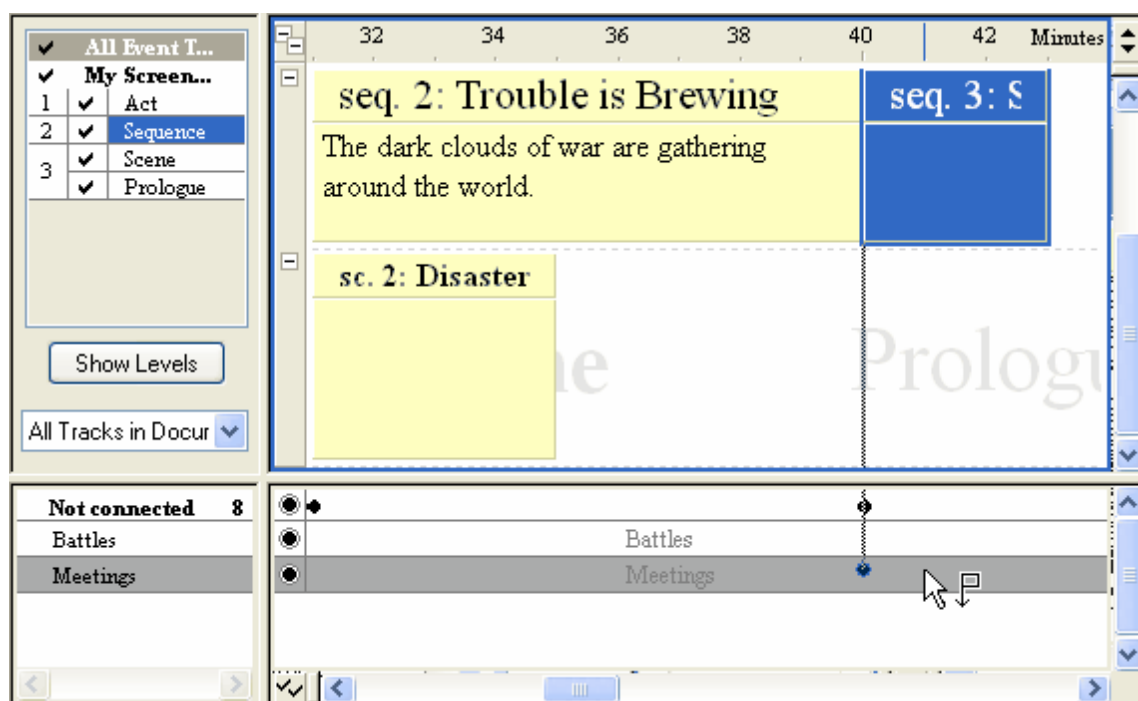 All Event T...
My Screen...
1 Act
2 Sequence
3 Scene
Prologue
Show Levels
All Tracks in Docur
32 34 36 38 40 42 Minutes
seq. 2: Trouble is Brewing
seq. 3: S
The dark clouds of war are gathering
around the world.
sc. 2: Disaster
ne
Prologu
Not connected 8
Battles
Meetings
Battles
Meetings